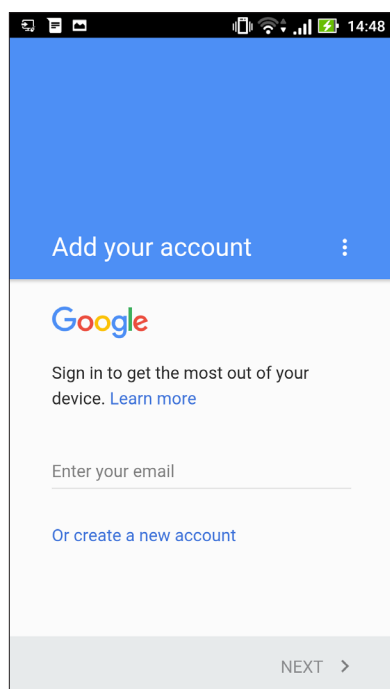 14:48
Add your account
Google
Sign in to get the most out of your
device. Learn more
Enter your email
Or create a new account
NEXT